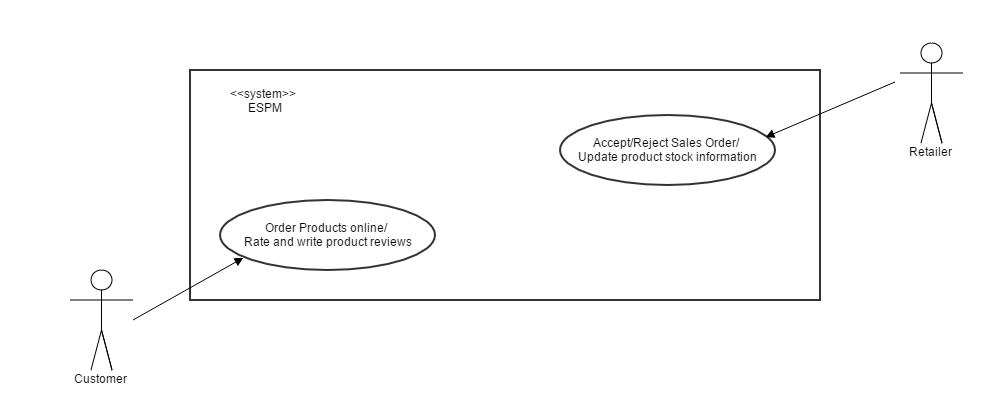 <<system>>
ESPM
Accept/Reject Sales Order/
Update product stock information
Retailer
Order Products online/
Rate and write product reviews
Customer